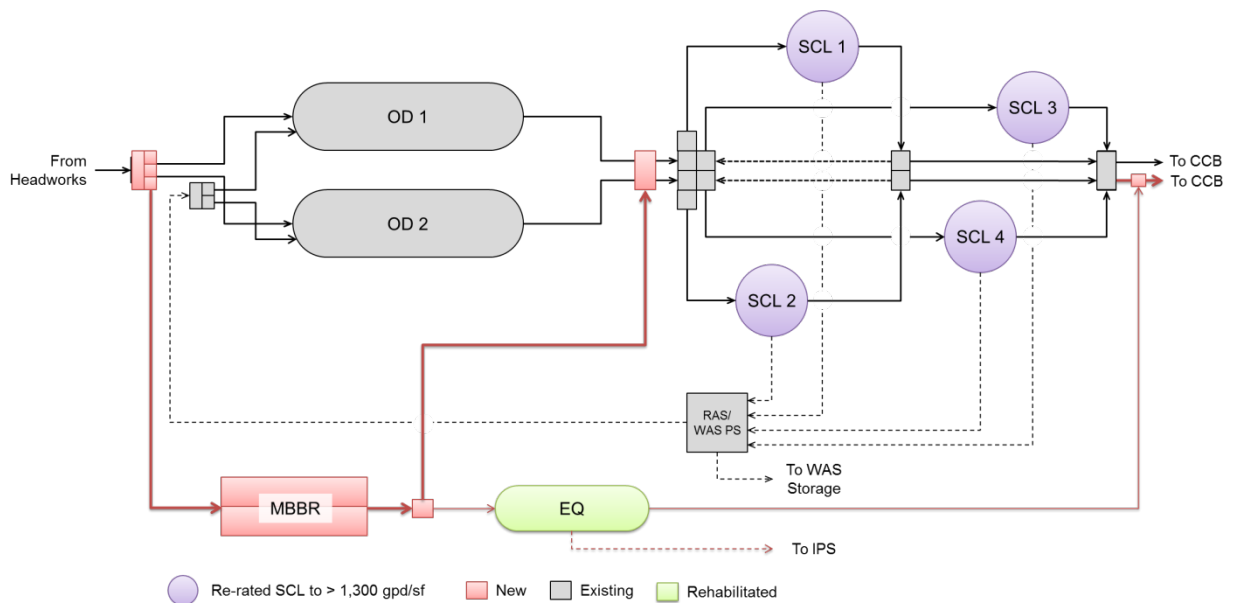 SCL 1
OD 1
SCL 3
From
Headworks
To CCB
To CCB
OD 2
SCL 4
SCL 2
RAS/
WAS PS
To WAS
Storage
MBBR
EQ
To IPS
Re-rated SCL to > 1,300 gpd/sf
New
Existing
Rehabilitated